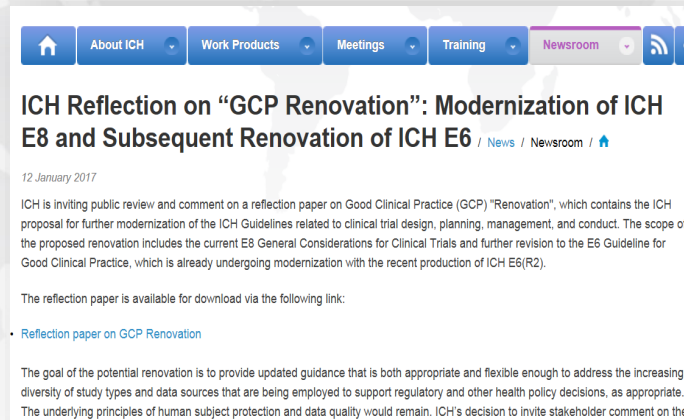 About ICH Work Products Meetings Training Newsroom
ICH Reflection on “GCP Renovation”: Modernization of ICH
E8 and Subsequent Renovation of ICH E6 / News / Newsroom /
12 January 2017
ICH is inviting public review and comment on a reflection paper on Good Clinical Practice (GCP) "Renovation", which contains the ICH
proposal for further modernization of the ICH Guidelines related to clinical trial design, planning, management, and conduct. The scope of
the proposed renovation includes the current E8 General Considerations for Clinical Trials and further revision to the E6 Guideline for
Good Clinical Practice, which is already undergoing modernization with the recent production of ICH E6(R2).
The reflection paper is available for download via the following link:
• Reflection paper on GCP Renovation
The goal of the potential renovation is to provide updated guidance that is both appropriate and flexible enough to address the increasing
diversity of study types and data sources that are being employed to support regulatory and other health policy decisions, as appropriate.
The underlying principles of human subject protection and data quality would remain. ICH's decision to invite stakeholder comment on the